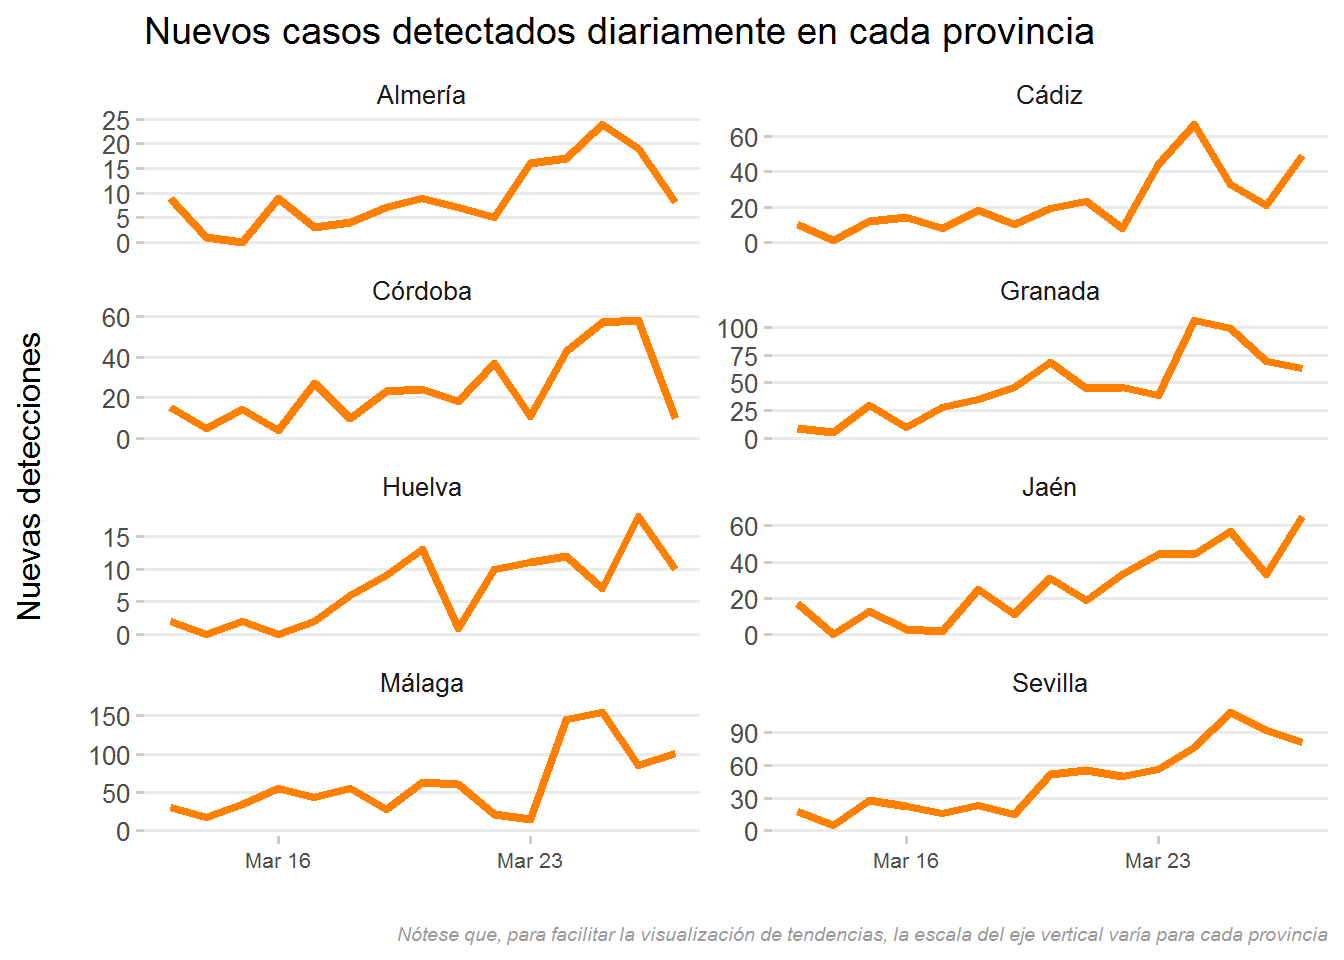 Nuevos casos detectados diariamente en cada provincia
Nuevas detecciones
Almería
25
20
15
10
5
0
Cádiz
60
40
20
0
Córdoba
60
40
20
0
Granada
100
75
50
25
0
Huelva
15
10
5
0
Jaén
60
40
20
0
Málaga
150
100
50
0
Mar 16
Mar 23
Sevilla
90
60
30
0
Mar 16
Mar 23
Nótese que, para facilitar la visualización de tendencias, la escala del eje vertical varía para cada provincia